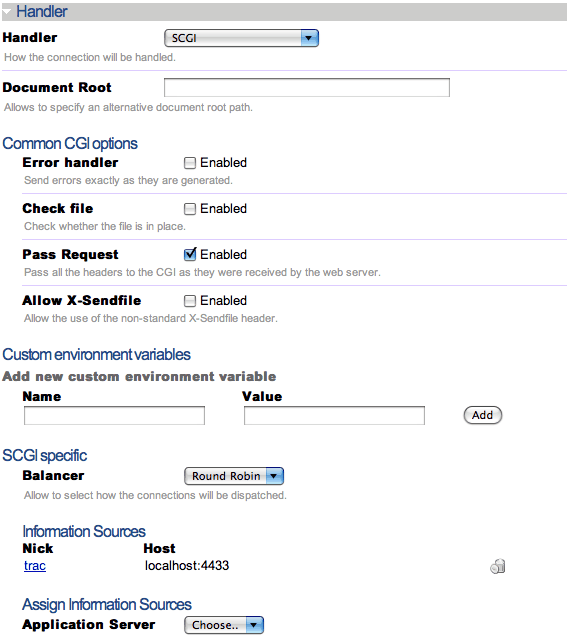 Handler
Handler SCGI
How the connection will be handled.
Document Root
Allows to specify an alternative document root path.
Common CGI options
Error handler Enabled
Send errors exactly as they are generated.
Check file Enabled
Check whether the file is in place.
Pass Request Enabled
Pass all the headers to the CGI as they were received by the web server.
Allow X-Sendfile Enabled
Allow the use of the non-standard X-Sendfile header.
Custom environment variables
Add new custom environment variable
Name Value
Add
SCGI specific
Balancer Round Robin
Allow to select how the connections will be dispatched.
Information Sources
Nick Host
trac localhost:4433
Assign Information Sources
Application Server Choose..